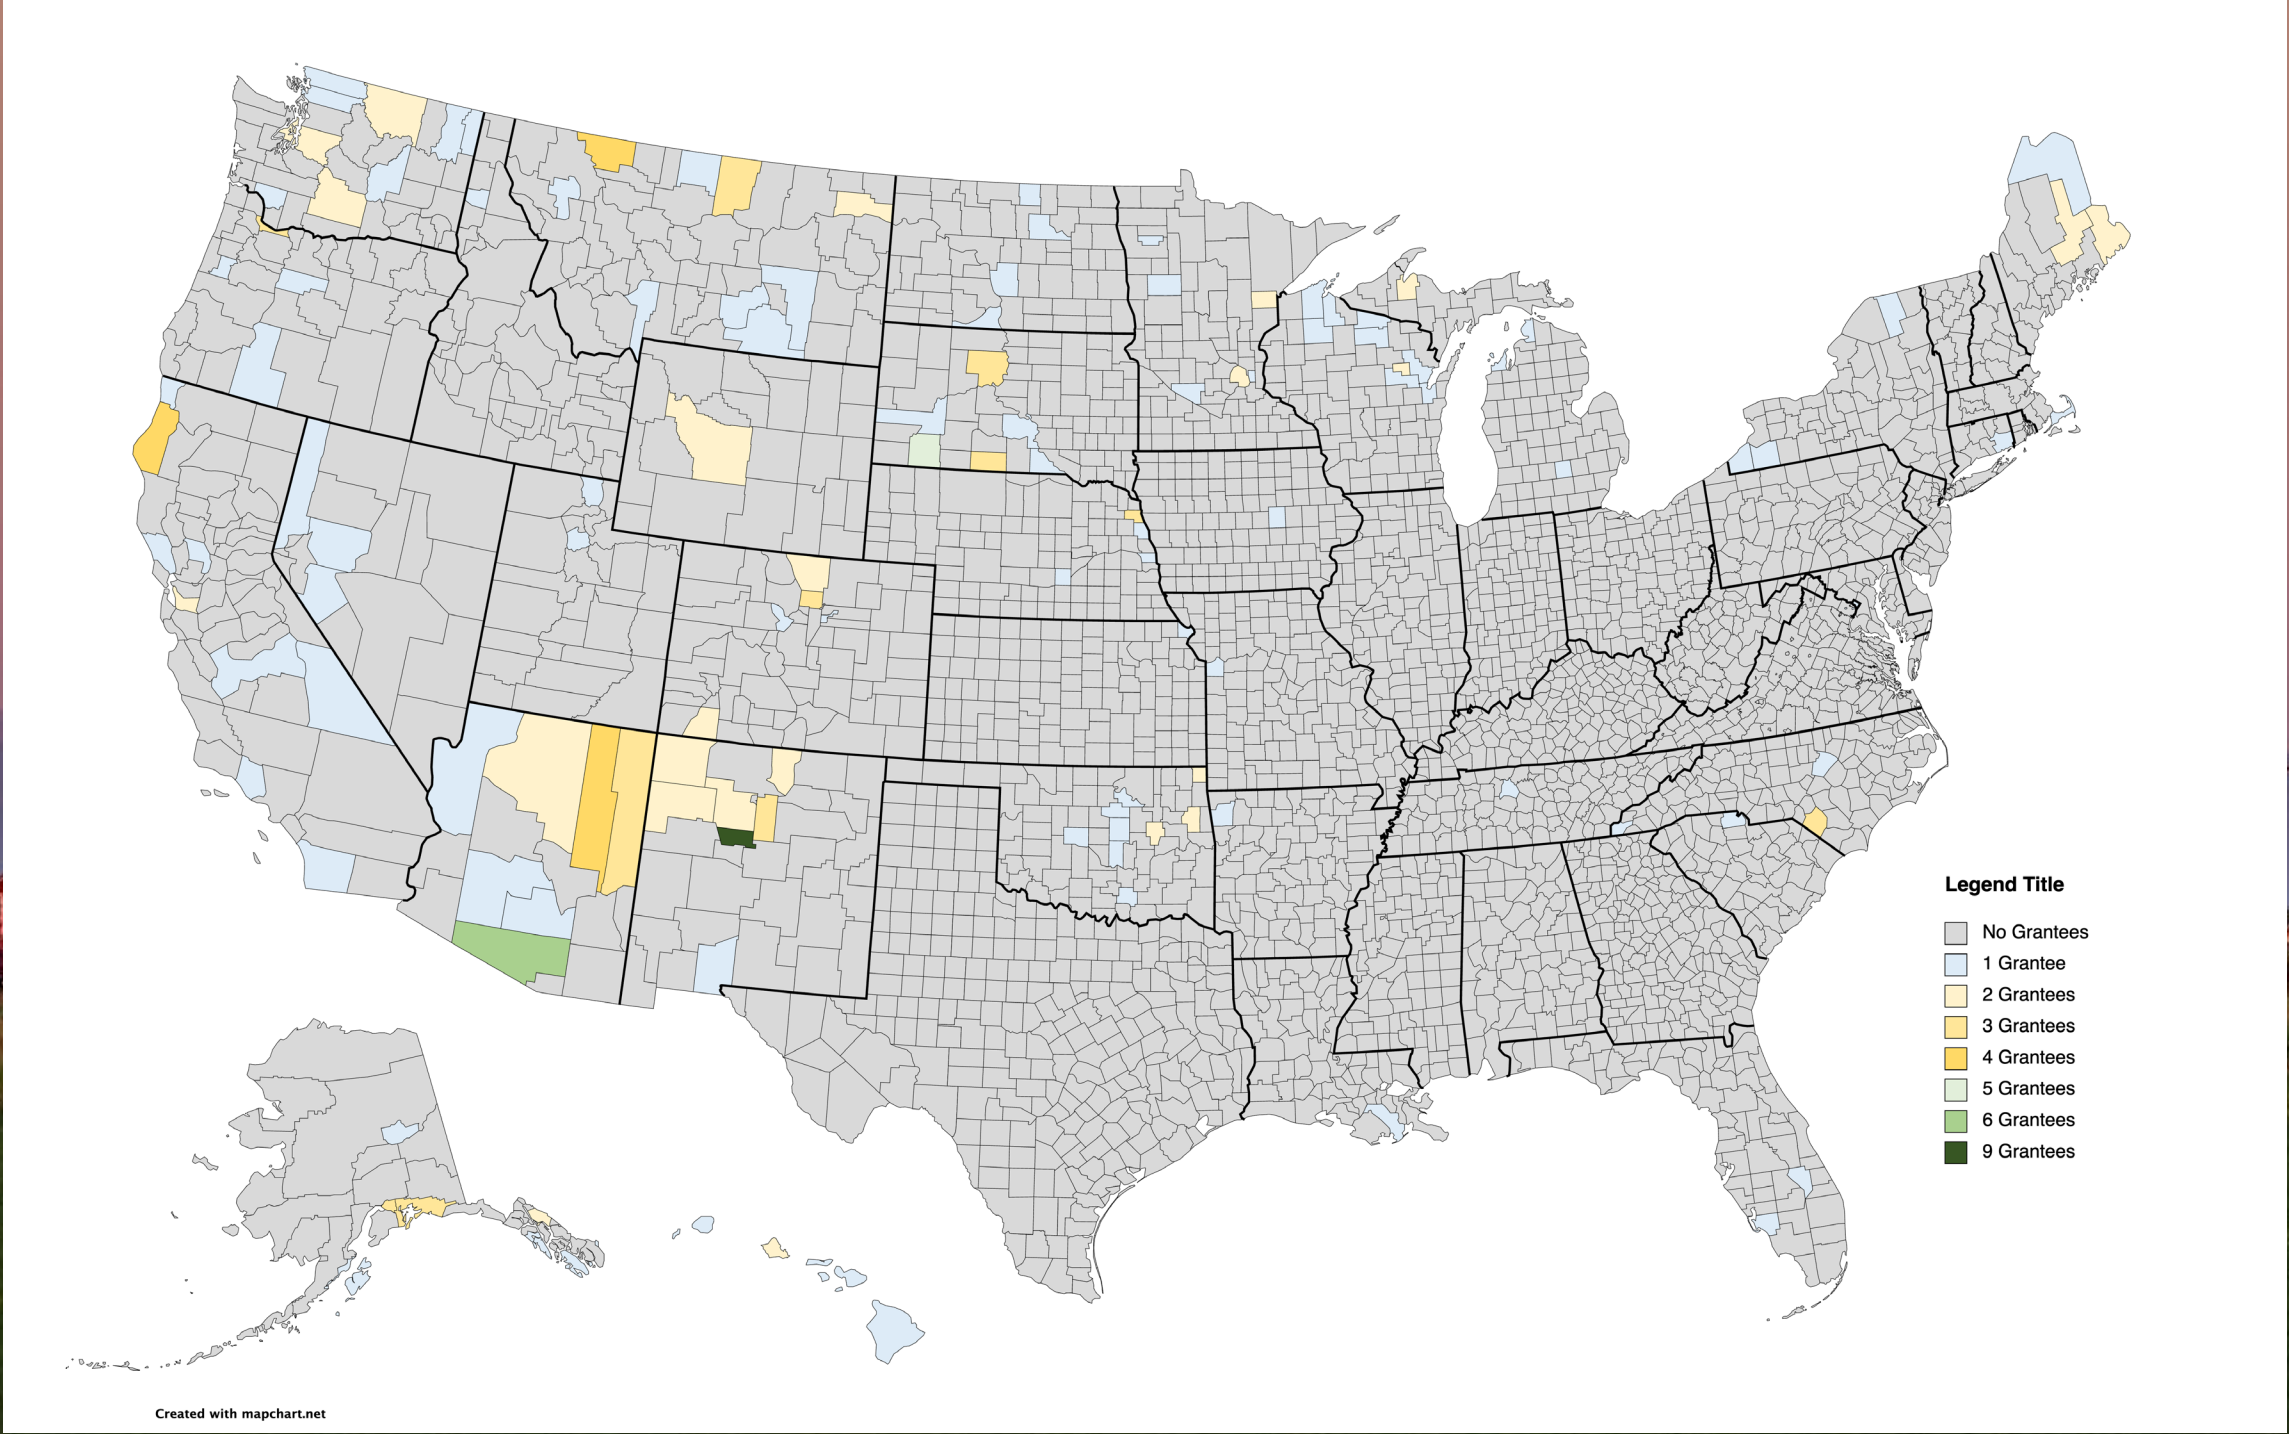 Legend Title
No Grantees
1 Grantee
2 Grantees
3 Grantees
4 Grantees
5 Grantees
6 Grantees
9 Grantees
Created with mapchart.net